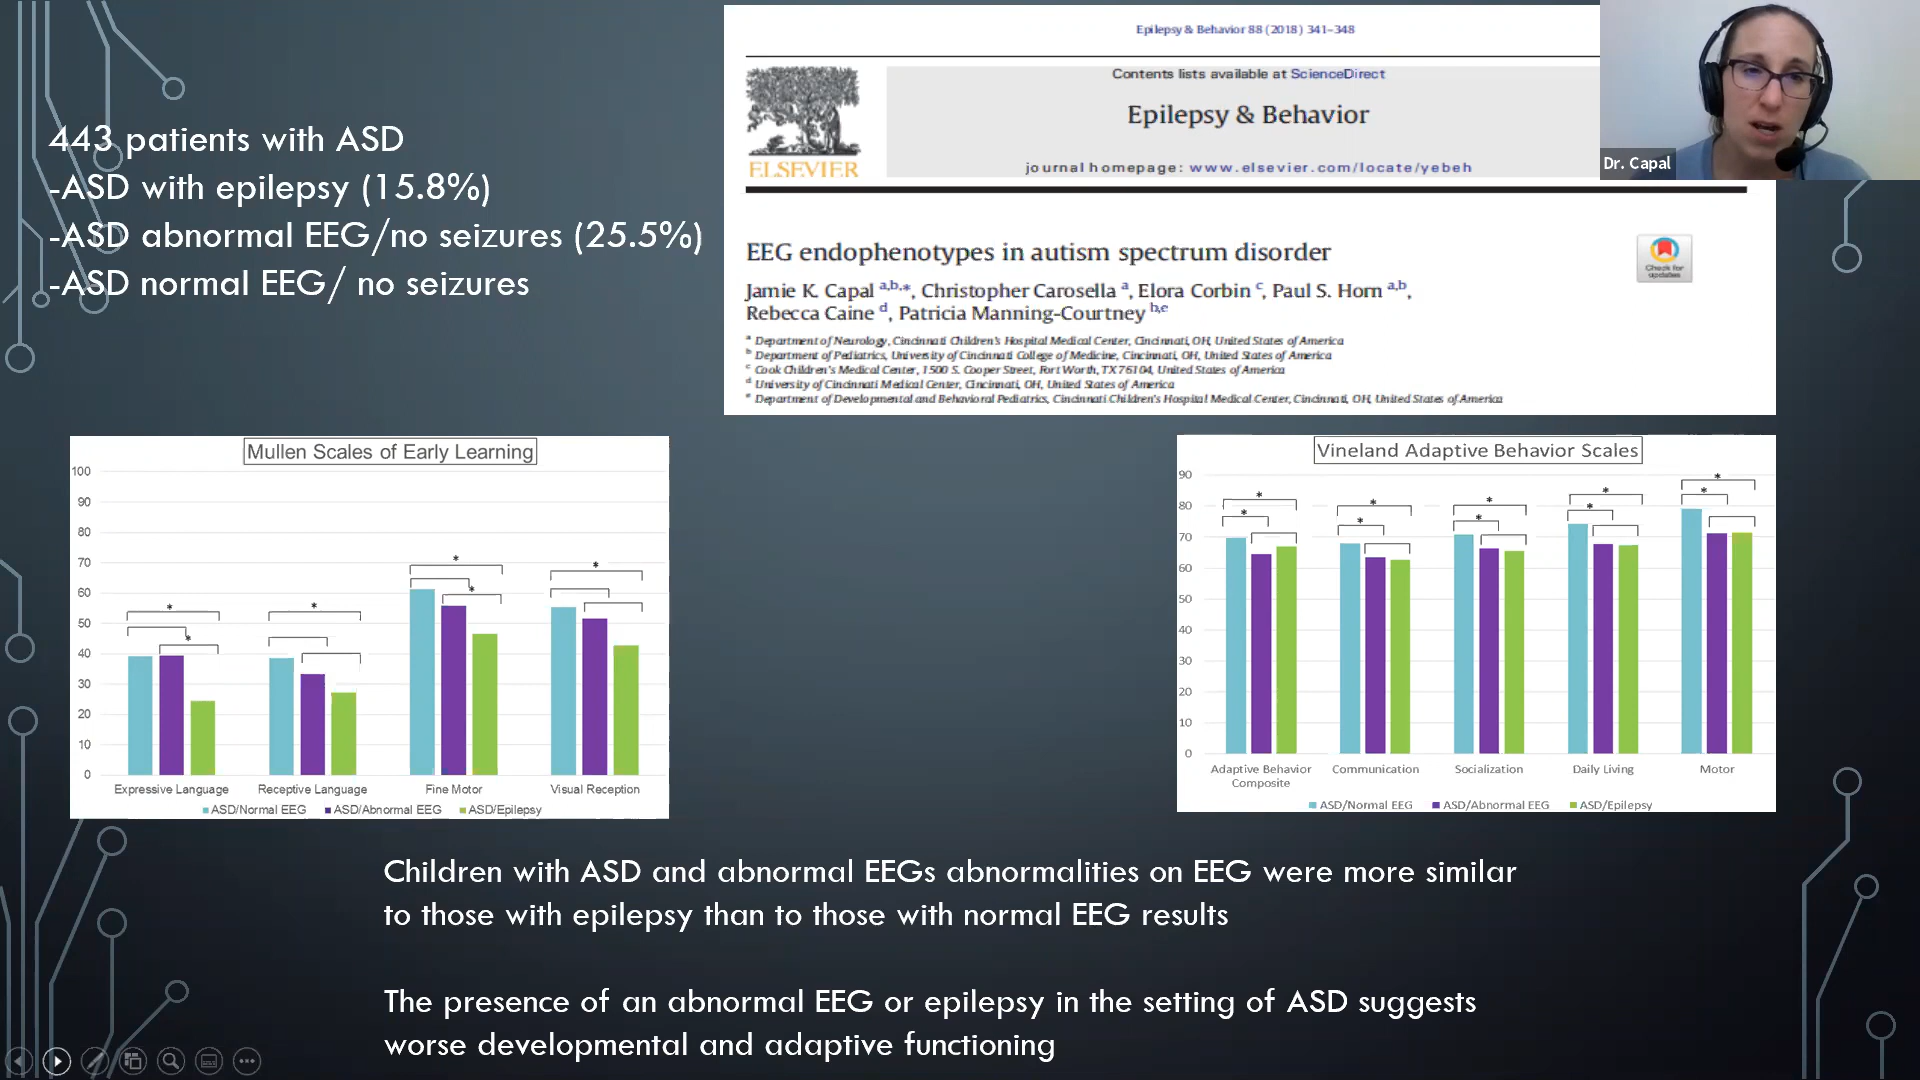 443 patients with ASD
-ASD with epilepsy (15.8%)
-ASD abnormal EEG/no seizures (25.5%)
-ASD normal EEG/ no seizures
Epilepsy & Behavior 88 (2018) 341–348
Contents lists available at ScienceDirect
Epilepsy & Behavior
journal homepage: www.elsevier.com/locate/yebeh
ELSEVIER
Dr. Capal
EEG endophenotypes in autism spectrum disorder
Check for
updates
Jamie K. Capal a,b,*, Christopher Carosella a, Elora Corbin c, Paul S. Horn a,b,
Rebecca Caine d, Patricia Manning-Courtney b,e
a Department of Neurology, Cincinnati Children's Hospital Medical Center, Cincinnati, OH, United States of America
b Department of Pediatrics, University of Cincinnati College of Medicine, Cincinnati, OH, United States of America
c Cook Children's Medical Center, 1500 S. Cooper Street, Fort Worth, TX 76104, United States of America
d University of Cincinnati Medical Center, Cincinnati, OH, United States of America
e Department of Developmental and Behavioral Pediatrics, Cincinnati Children's Hospital Medical Center, Cincinnati, OH, United States of America
Mullen Scales of Early Learning
100
90
80
70
60
50
40
30
20
10
0
* * * * * *
Expressive Language Receptive Language Fine Motor Visual Reception
ASD/Normal EEG ASD/Abnormal EEG ASD/Epilepsy
Vineland Adaptive Behavior Scales
90
80
70
60
50
40
30
20
10
0
* * * * * * * * * *
Adaptive Behavior Communication Socialization Daily Living Motor
Composite
ASD/Normal EEG ASD/Abnormal EEG ASD/Epilepsy
Children with ASD and abnormal EEGs abnormalities on EEG were more similar
to those with epilepsy than to those with normal EEG results
The presence of an abnormal EEG or epilepsy in the setting of ASD suggests
worse developmental and adaptive functioning